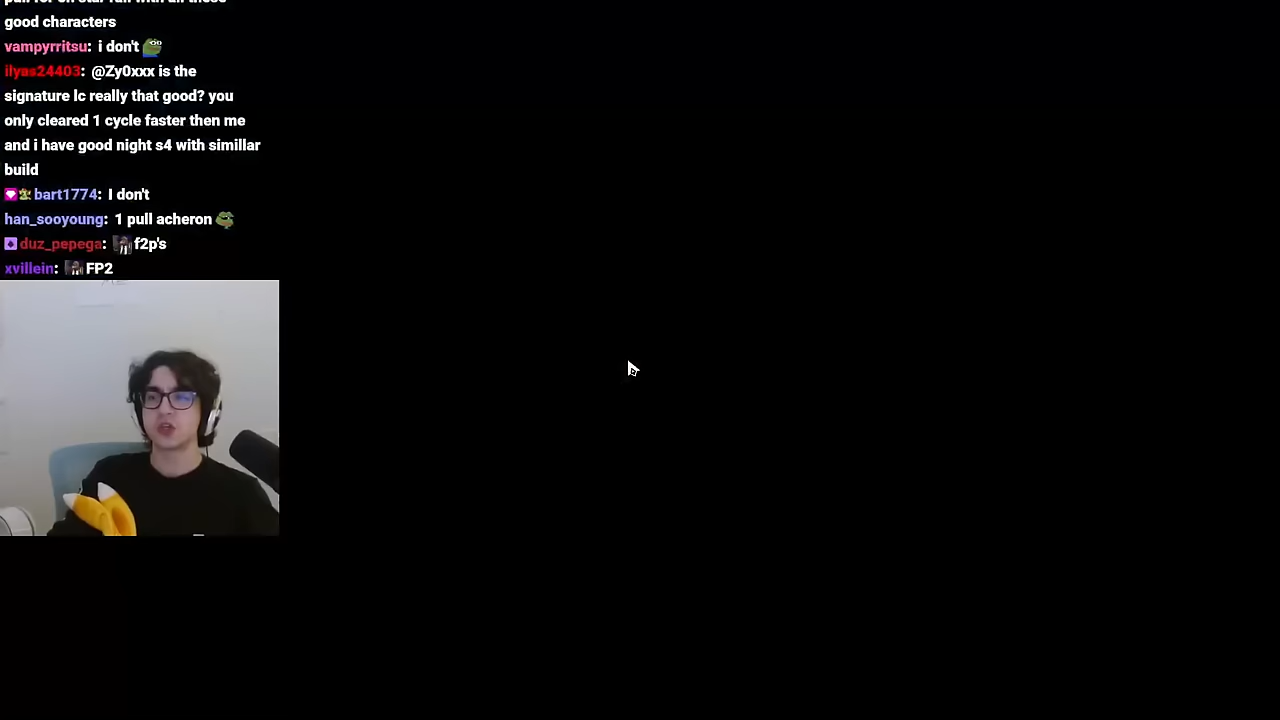 good characters
vampyrritsu: i don't
ilyas24403: @Zy0xxx is the
signature lc really that good? you
only cleared 1 cycle faster then me
and i have good night s4 with simillar
build
bart1774: I don't
han_sooyoung: 1 pull acheron
duz_pepega: f2p's
xvillein: FP2